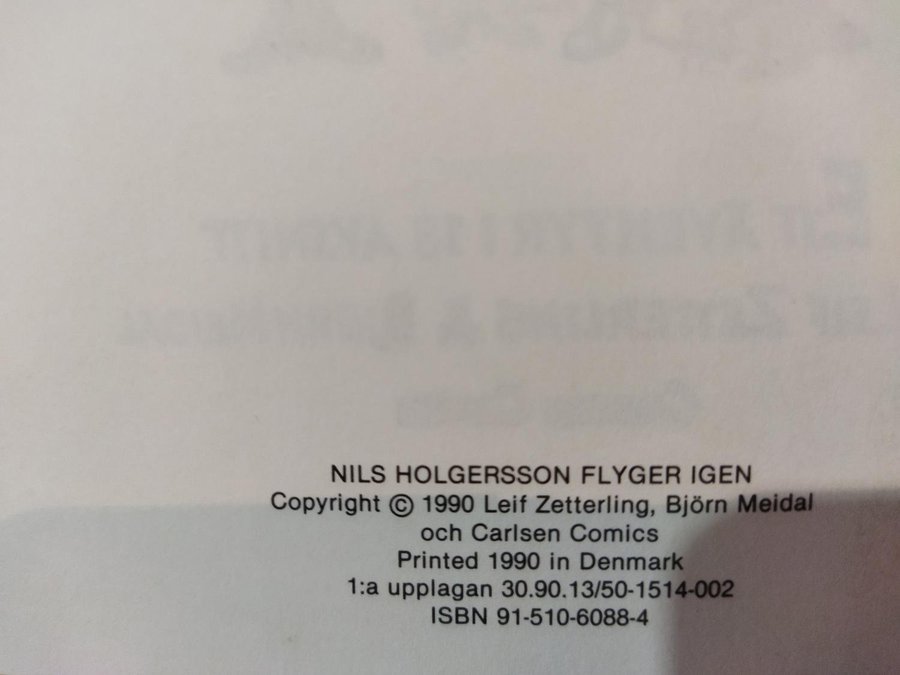 NILS HOLGERSSON FLYGER IGEN
Copyright © 1990 Leif Zetterling, Björn Meidal
och Carlsen Comics
Printed 1990 in Denmark
1:a upplagan 30.90.13/50-1514-002
ISBN 91-510-6088-4